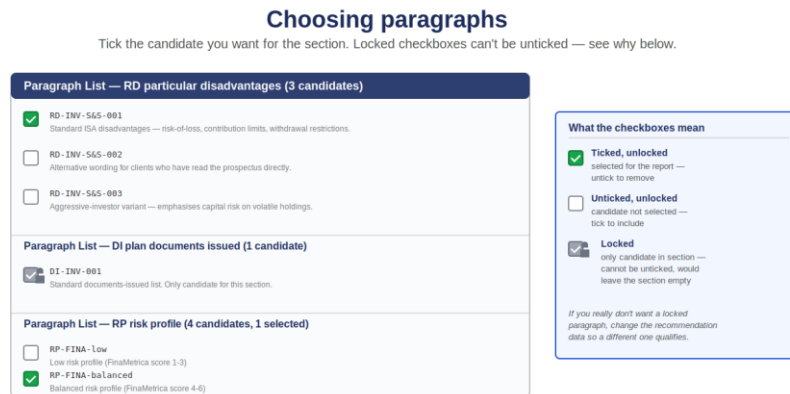 Choosing paragraphs
Tick the candidate you want for the section. Locked checkboxes can't be unticked — see why below.
Paragraph List — RD particular disadvantages (3 candidates)
RD-INV-S&S-001
Standard ISA disadvantages — risk-of-loss, contribution limits, withdrawal restrictions.
RD-INV-S&S-002
Alternative wording for clients who have read the prospectus directly.
RD-INV-S&S-003
Aggressive-investor variant — emphasises capital risk on volatile holdings.
Paragraph List — DI plan documents issued (1 candidate)
DI-INV-001
Standard documents-issued list. Only candidate for this section.
Paragraph List — RP risk profile (4 candidates, 1 selected)
RP-FINA-low
Low risk profile (FinaMetrica score 1-3)
RP-FINA-balanced
Balanced risk profile (FinaMetrica score 4-6)
What the checkboxes mean
Ticked, unlocked
selected for the report —
untick to remove
Unticked, unlocked
candidate not selected —
tick to include
Locked
only candidate in section —
cannot be unticked, would
leave the section empty
If you really don't want a locked
paragraph, change the recommendation
data so a different one qualifies.